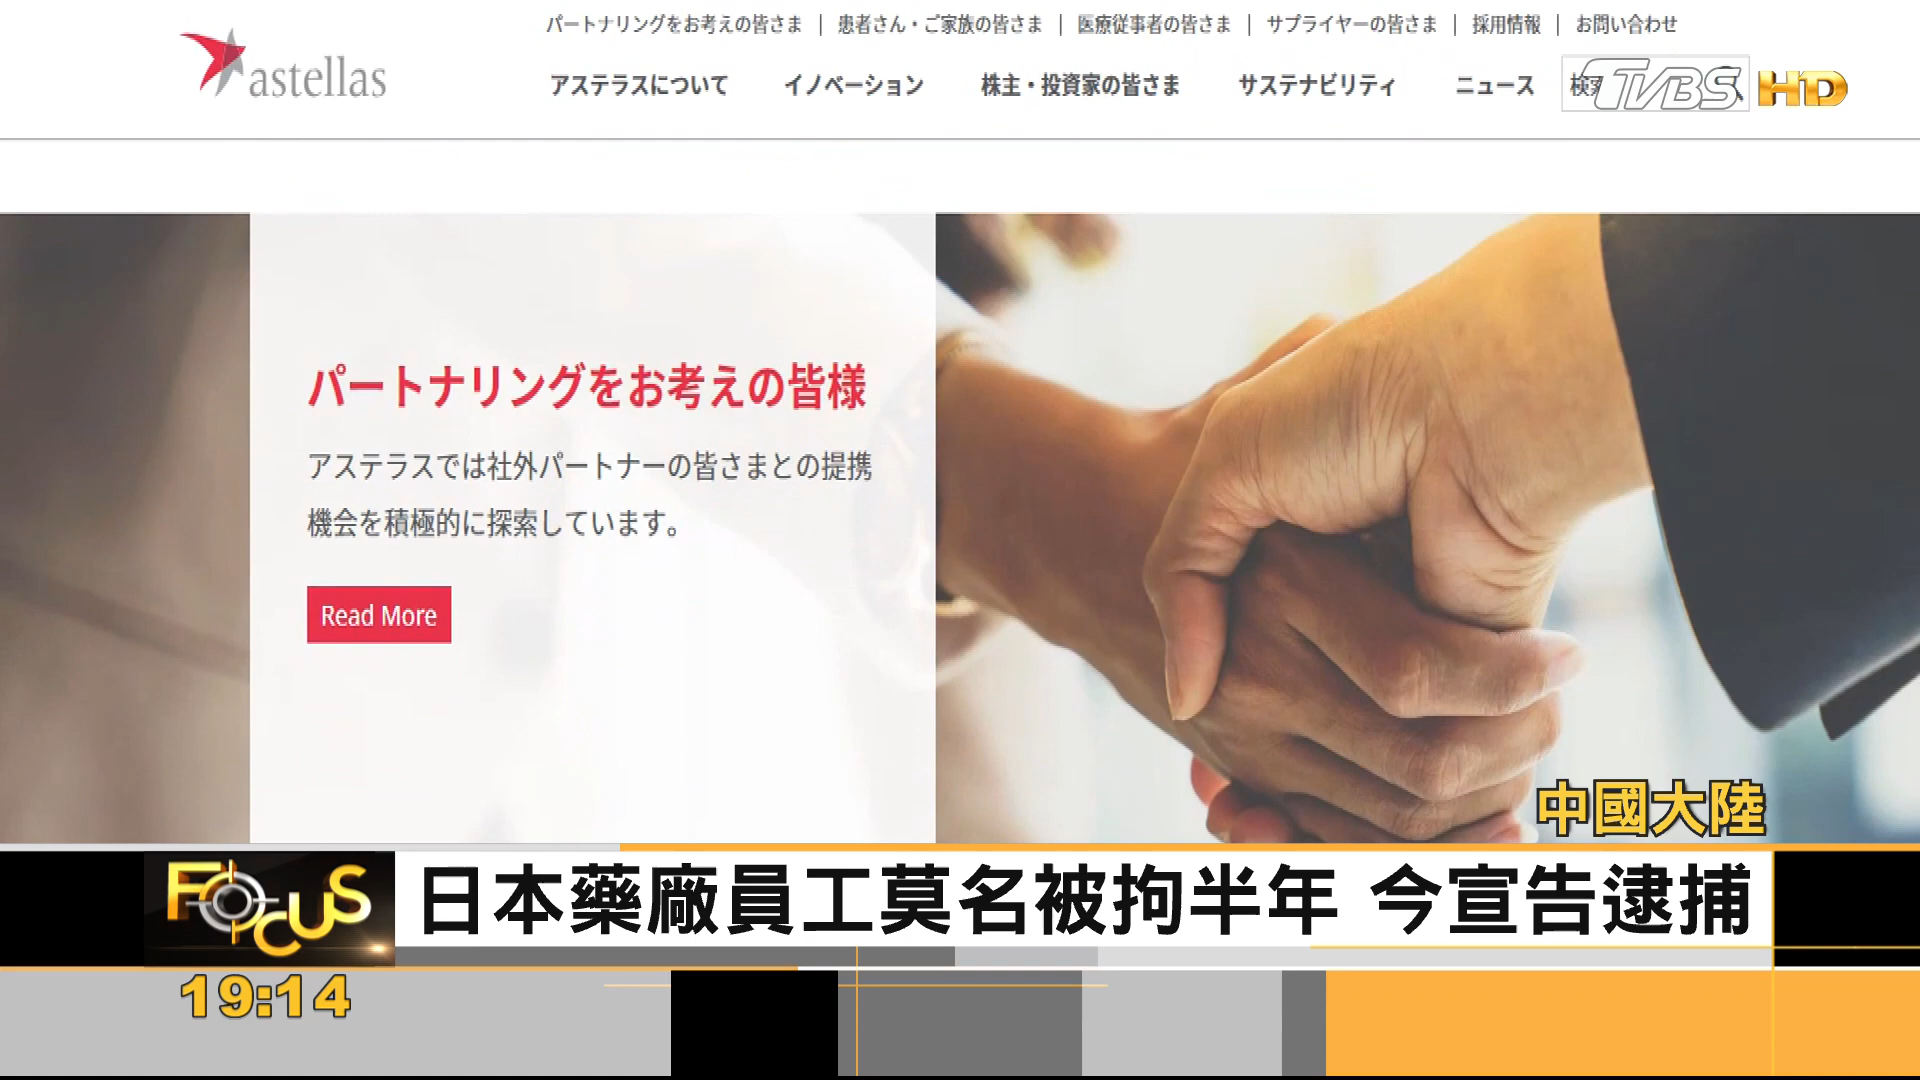 パートナリングをお考えの皆さま | 患者さん・ご家族の皆さま | 医療従事者の皆さま | サプライヤーの皆さま | 採用情報 | お問い合わせ
astellas
アステラスについて イノベーション 株主・投資家の皆さま サステナビリティ ニュース 検索
TVBS HD
パートナリングをお考えの皆様
アステラスでは社外パートナーの皆さまとの提携
機会を積極的に探索しています。
Read More
中國大陸
FOCUS
日本藥廠員工莫名被拘半年 今宣告逮捕
19:14